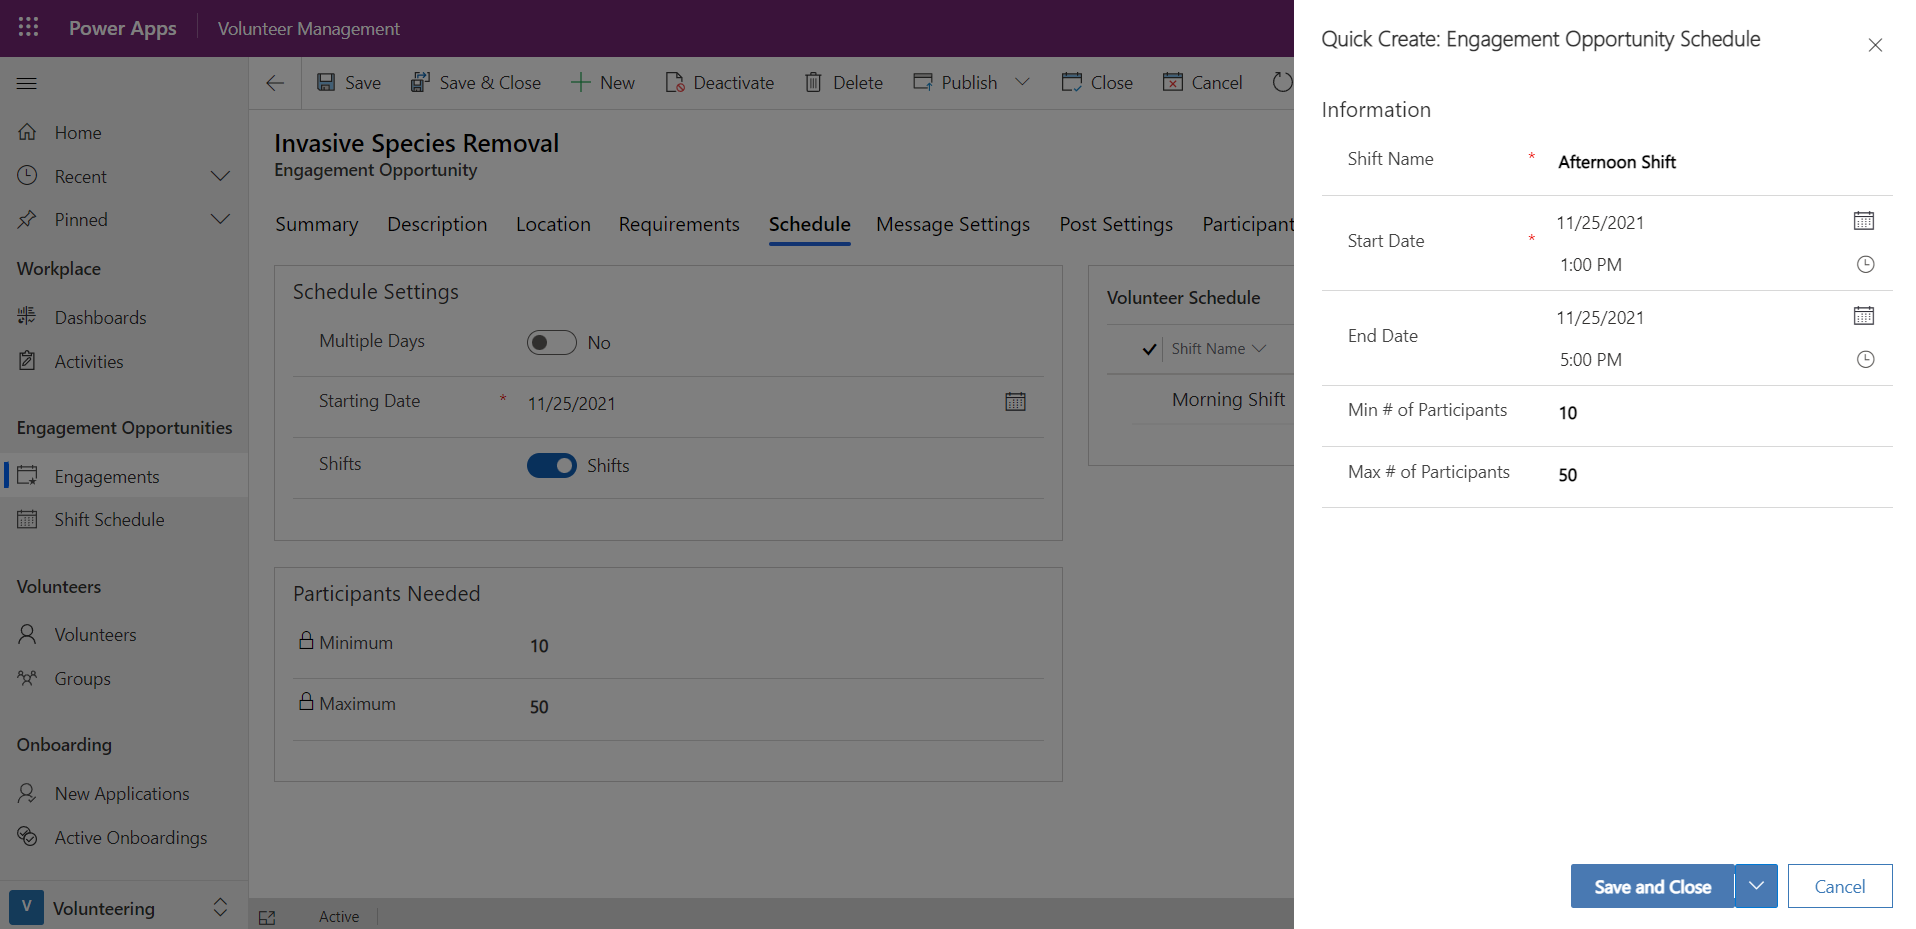 Power Apps
Volunteer Management
Save
Save & Close
New
Deactivate
Delete
Publish
Close
Cancel
Home
Recent
Pinned
Workplace
Dashboards
Activities
Engagement Opportunities
Engagements
Shift Schedule
Volunteers
Volunteers
Groups
Onboarding
New Applications
Active Onboardings
V
Volunteering
Invasive Species Removal
Engagement Opportunity
Summary
Description
Location
Requirements
Schedule
Message Settings
Post Settings
Participant
Schedule Settings
Multiple Days
No
Starting Date * 11/25/2021
Shifts
Shifts
Participants Needed
Minimum 10
Maximum 50
Volunteer Schedule
Shift Name
Morning Shift
Active
Quick Create: Engagement Opportunity Schedule
Information
Shift Name * Afternoon Shift
Start Date *
11/25/2021
1:00 PM
End Date
11/25/2021
5:00 PM
Min # of Participants 10
Max # of Participants 50
Save and Close
Cancel